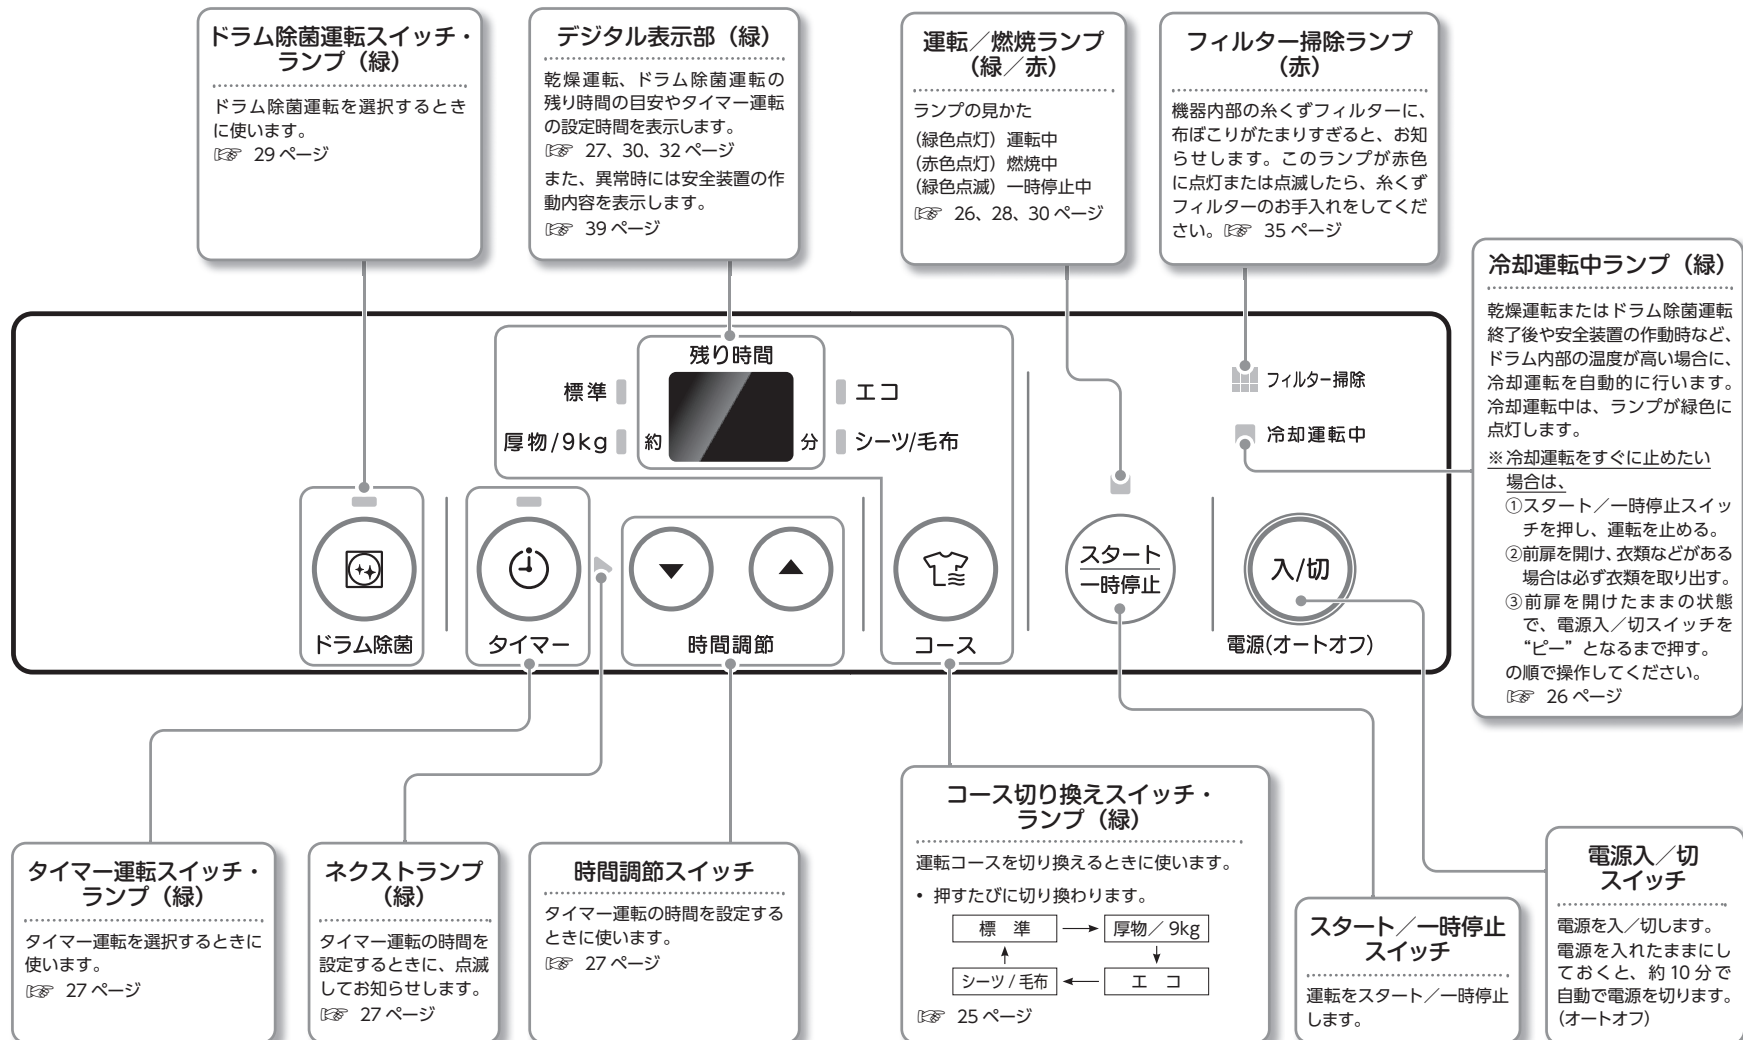 ドラム除菌運転スイッチ・
ランプ（緑）
ドラム除菌運転を選択するとき
に使います。
☞ 29 ページ
デジタル表示部（緑）
乾燥運転、ドラム除菌運転の
残り時間の目安やタイマー運転
の設定時間を表示します。
☞ 27、30、32 ページ
また、異常時には安全装置の作
動内容を表示します。
☞ 39 ページ
運転／燃焼ランプ
（緑／赤）
ランプの見かた
（緑色点灯）運転中
（赤色点灯）燃焼中
（緑色点滅）一時停止中
☞ 26、28、30 ページ
フィルター掃除ランプ
（赤）
機器内部の糸くずフィルターに、
布ぼこりがたまりすぎると、お知
らせします。このランプが赤色
に点灯または点滅したら、糸くず
フィルターのお手入れをしてくだ
さい。☞ 35 ページ
冷却運転中ランプ（緑）
乾燥運転またはドラム除菌運転
終了後や安全装置の作動時など、
ドラム内部の温度が高い場合に、
冷却運転を自動的に行います。
冷却運転中は、ランプが緑色に
点灯します。
※冷却運転をすぐに止めたい
場合は、
①スタート／一時停止スイッ
チを押し、運転を止める。
②前扉を開け、衣類などがある
場合は必ず衣類を取り出す。
③前扉を開けたままの状態
で、電源入／切スイッチを
“ピー”となるまで押す。
の順で操作してください。
☞ 26 ページ
残り時間
標準
エコ
厚物/9kg
約
分
シーツ/毛布
フィルター掃除
冷却運転中
スタート
一時停止
入/切
ドラム除菌
タイマー
時間調節
コース
電源(オートオフ)
タイマー運転スイッチ・
ランプ（緑）
タイマー運転を選択するときに
使います。
☞ 27 ページ
ネクストランプ
（緑）
タイマー運転の時間を
設定するときに、点滅
してお知らせします。
☞ 27 ページ
時間調節スイッチ
タイマー運転の時間を設定する
ときに使います。
☞ 27 ページ
コース切り換えスイッチ・
ランプ（緑）
運転コースを切り換えるときに使います。
• 押すたびに切り換わります。
標 準 → 厚物／ 9kg
↑ ↓
シーツ / 毛布 ← エ コ
☞ 25 ページ
スタート／一時停止
スイッチ
運転をスタート／一時停止
します。
電源入／切
スイッチ
電源を入／切します。
電源を入れたままにし
ておくと、約 10 分で
自動で電源を切ります。
（オートオフ）